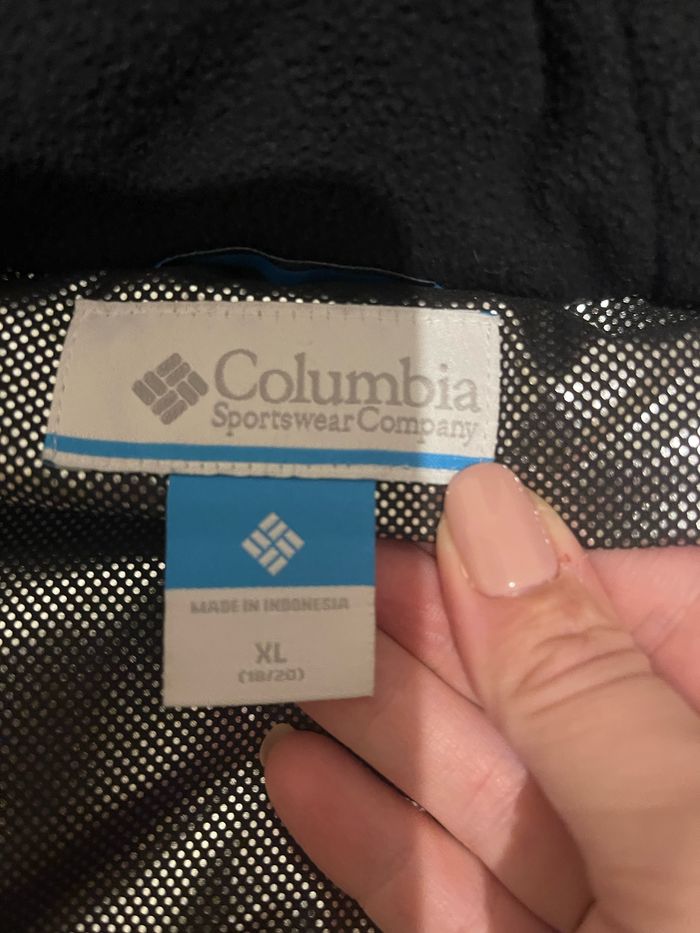 Columbia
Sportswear Company
MADE IN INDONESIA
XL
(18/20)